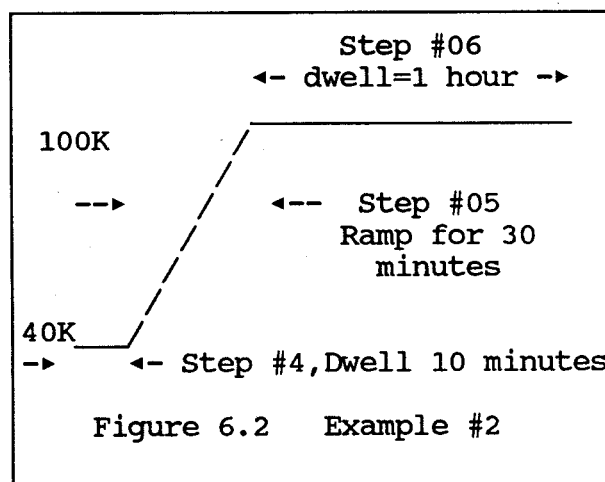 Step #06
◄- dwell=1 hour -►
100K
--► ◄-- Step #05
Ramp for 30
minutes
40K
-► ◄- Step #4,Dwell 10 minutes
Figure 6.2 Example #2